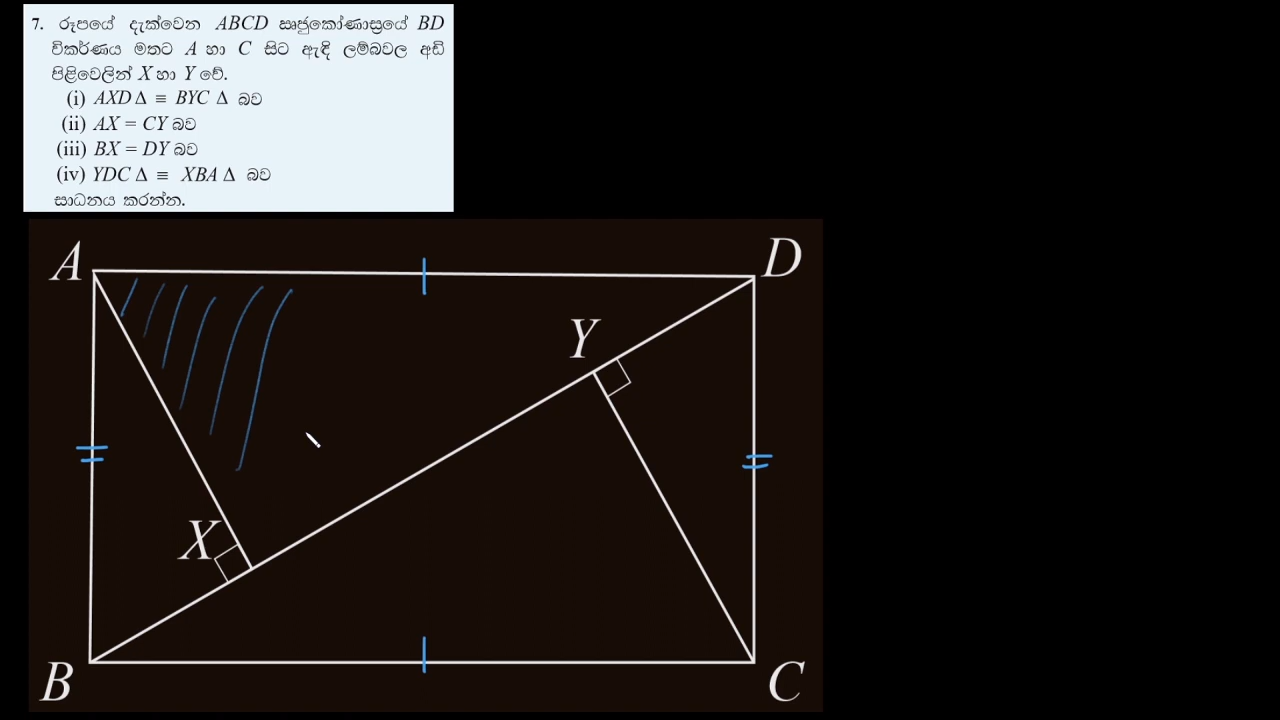 7. රූපයේ දැක්වෙන ABCD සෘජුකෝණාස්‍රයේ BD
විකර්ණය මතට A හා C සිට ඇඳි ලම්බවල අඩි
පිළිවෙලින් X හා Y වේ.
(i) AXD Δ ≡ BYC Δ බව
(ii) AX = CY බව
(iii) BX = DY බව
(iv) YDC Δ ≡ XBA Δ බව
සාධනය කරන්න.
A
D
Y
X
B
C